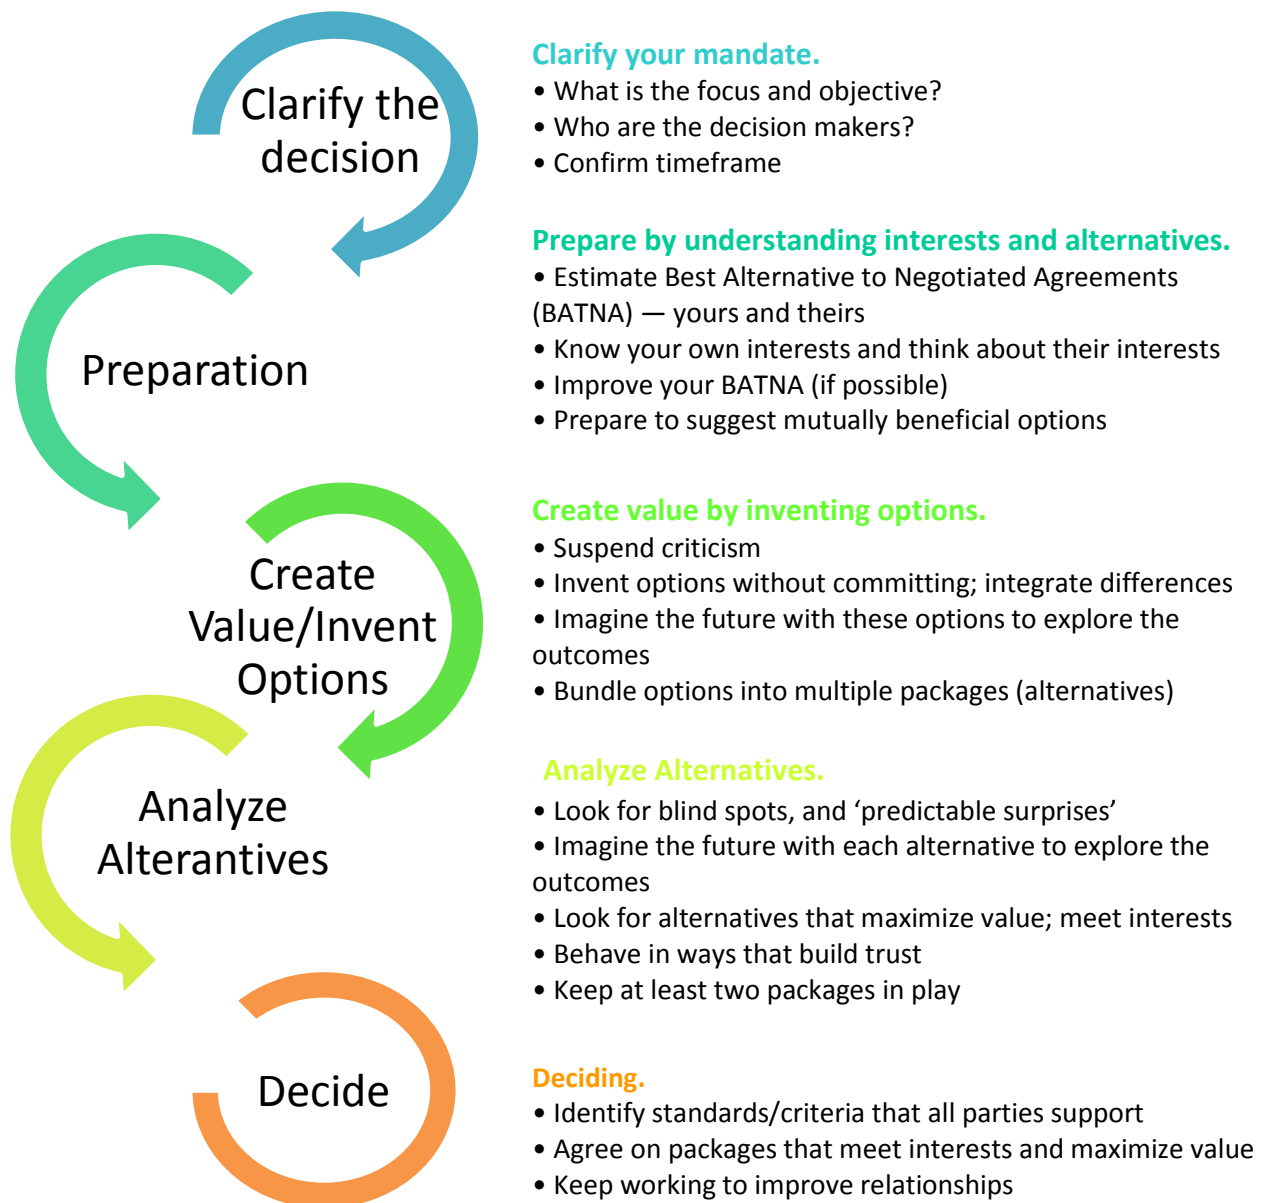 Clarify the
decision
Clarify your mandate.
• What is the focus and objective?
• Who are the decision makers?
• Confirm timeframe
Preparation
Prepare by understanding interests and alternatives.
• Estimate Best Alternative to Negotiated Agreements
(BATNA) — yours and theirs
• Know your own interests and think about their interests
• Improve your BATNA (if possible)
• Prepare to suggest mutually beneficial options
Create
Value/Invent
Options
Create value by inventing options.
• Suspend criticism
• Invent options without committing; integrate differences
• Imagine the future with these options to explore the
outcomes
• Bundle options into multiple packages (alternatives)
Analyze
Alterantives
Analyze Alternatives.
• Look for blind spots, and ‘predictable surprises’
• Imagine the future with each alternative to explore the
outcomes
• Look for alternatives that maximize value; meet interests
• Behave in ways that build trust
• Keep at least two packages in play
Decide
Deciding.
• Identify standards/criteria that all parties support
• Agree on packages that meet interests and maximize value
• Keep working to improve relationships